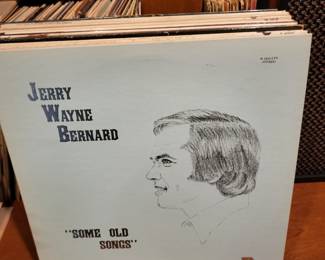 JERRY
WAYNE
BERNARD
"SOME OLD
SONGS"